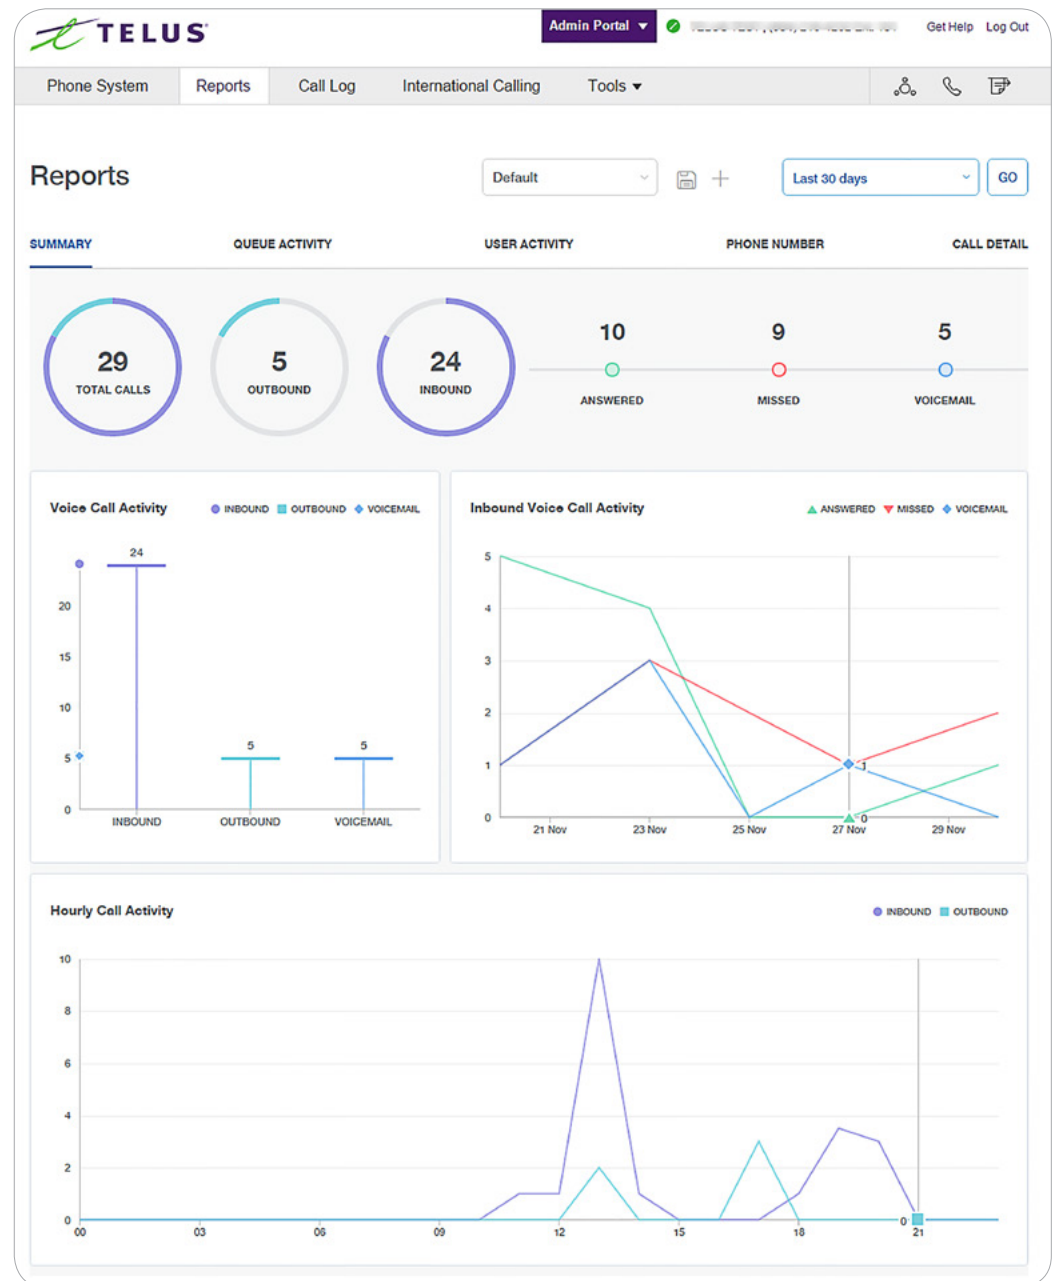 TELUS
Admin Portal
Get Help Log Out
Phone System Reports Call Log International Calling Tools
Reports
Default
Last 30 days
GO
SUMMARY QUEUE ACTIVITY USER ACTIVITY PHONE NUMBER CALL DETAIL
29
TOTAL CALLS
5
OUTBOUND
24
INBOUND
10
ANSWERED
9
MISSED
5
VOICEMAIL
Voice Call Activity
INBOUND OUTBOUND VOICEMAIL
24
20
15
10
5
0
5
5
INBOUND OUTBOUND VOICEMAIL
Inbound Voice Call Activity
ANSWERED MISSED VOICEMAIL
5
4
3
2
1
0
1
0
21 Nov 23 Nov 25 Nov 27 Nov 29 Nov
Hourly Call Activity
INBOUND OUTBOUND
10
8
6
4
2
0
0
00 03 06 09 12 15 18 21